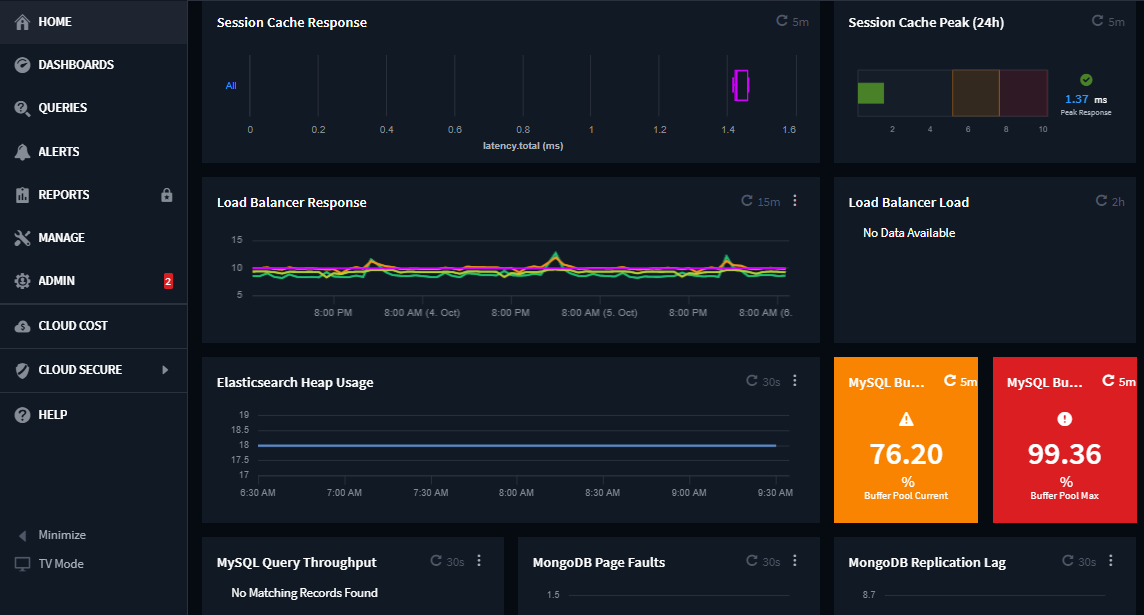 HOME
DASHBOARDS
QUERIES
ALERTS
REPORTS
MANAGE
ADMIN
2
CLOUD COST
CLOUD SECURE
HELP
Minimize
TV Mode
Session Cache Response
5m
All
0 0.2 0.4 0.6 0.8 1 1.2 1.4 1.6
latency.total (ms)
Session Cache Peak (24h)
5m
1.37 ms
Peak Response
2 4 6 8 10
Load Balancer Response
15m
15
10
5
8:00 PM 8:00 AM (4. Oct) 8:00 PM 8:00 AM (5. Oct) 8:00 PM 8:00 AM (6.
Load Balancer Load
2h
No Data Available
Elasticsearch Heap Usage
30s
19
18.5
18
17.5
17
6:30 AM 7:00 AM 7:30 AM 8:00 AM 8:30 AM 9:00 AM 9:30 AM
MySQL Bu...
5m
76.20
%
Buffer Pool Current
MySQL Bu...
5m
99.36
%
Buffer Pool Max
MySQL Query Throughput
30s
No Matching Records Found
MongoDB Page Faults
30s
1.5
MongoDB Replication Lag
30s
8.7